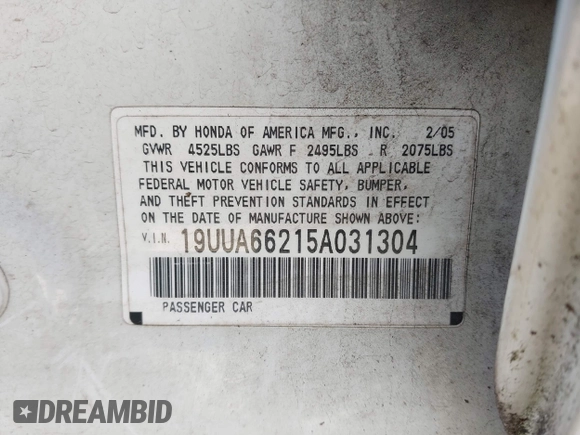 MFD. BY HONDA OF AMERICA MFG., INC. 2/05
GVWR 4525LBS GAWR F 2495LBS R 2075LBS
THIS VEHICLE CONFORMS TO ALL APPLICABLE
FEDERAL MOTOR VEHICLE SAFETY, BUMPER,
AND THEFT PREVENTION STANDARDS IN EFFECT
ON THE DATE OF MANUFACTURE SHOWN ABOVE:
V.I.N. 19UUA66215A031304
PASSENGER CAR
DREAMBID